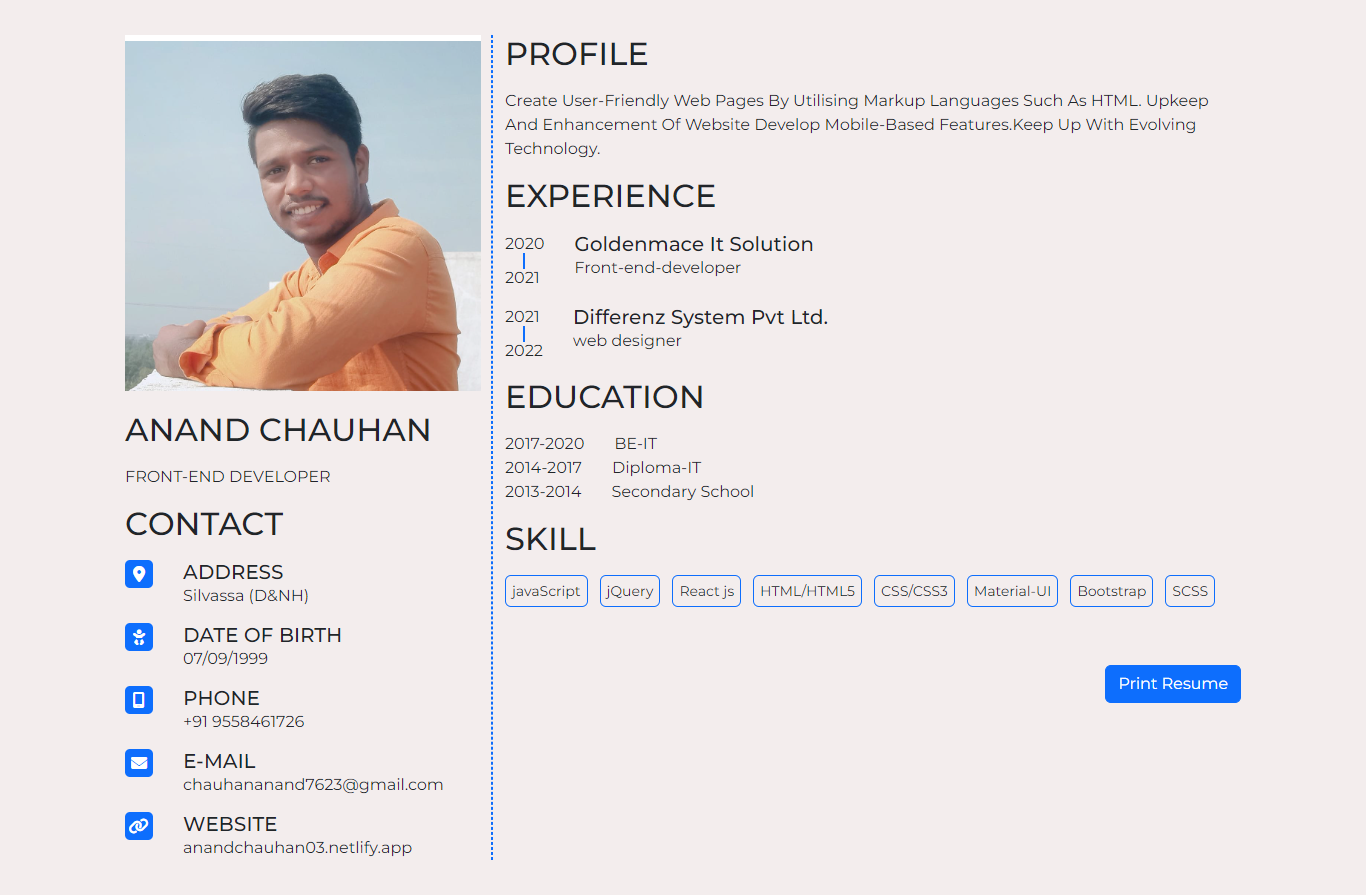 ANAND CHAUHAN
FRONT-END DEVELOPER
CONTACT
ADDRESS
Silvassa (D&NH)
DATE OF BIRTH
07/09/1999
PHONE
+91 9558461726
E-MAIL
chauhananand7623@gmail.com
WEBSITE
anandchauhan03.netlify.app
PROFILE
Create User-Friendly Web Pages By Utilising Markup Languages Such As HTML. Upkeep
And Enhancement Of Website Develop Mobile-Based Features.Keep Up With Evolving
Technology.
EXPERIENCE
2020 Goldenmace It Solution
Front-end-developer
2021
2021 Differenz System Pvt Ltd.
web designer
2022
EDUCATION
2017-2020 BE-IT
2014-2017 Diploma-IT
2013-2014 Secondary School
SKILL
javaScript jQuery React js HTML/HTML5 CSS/CSS3 Material-UI Bootstrap SCSS
Print Resume